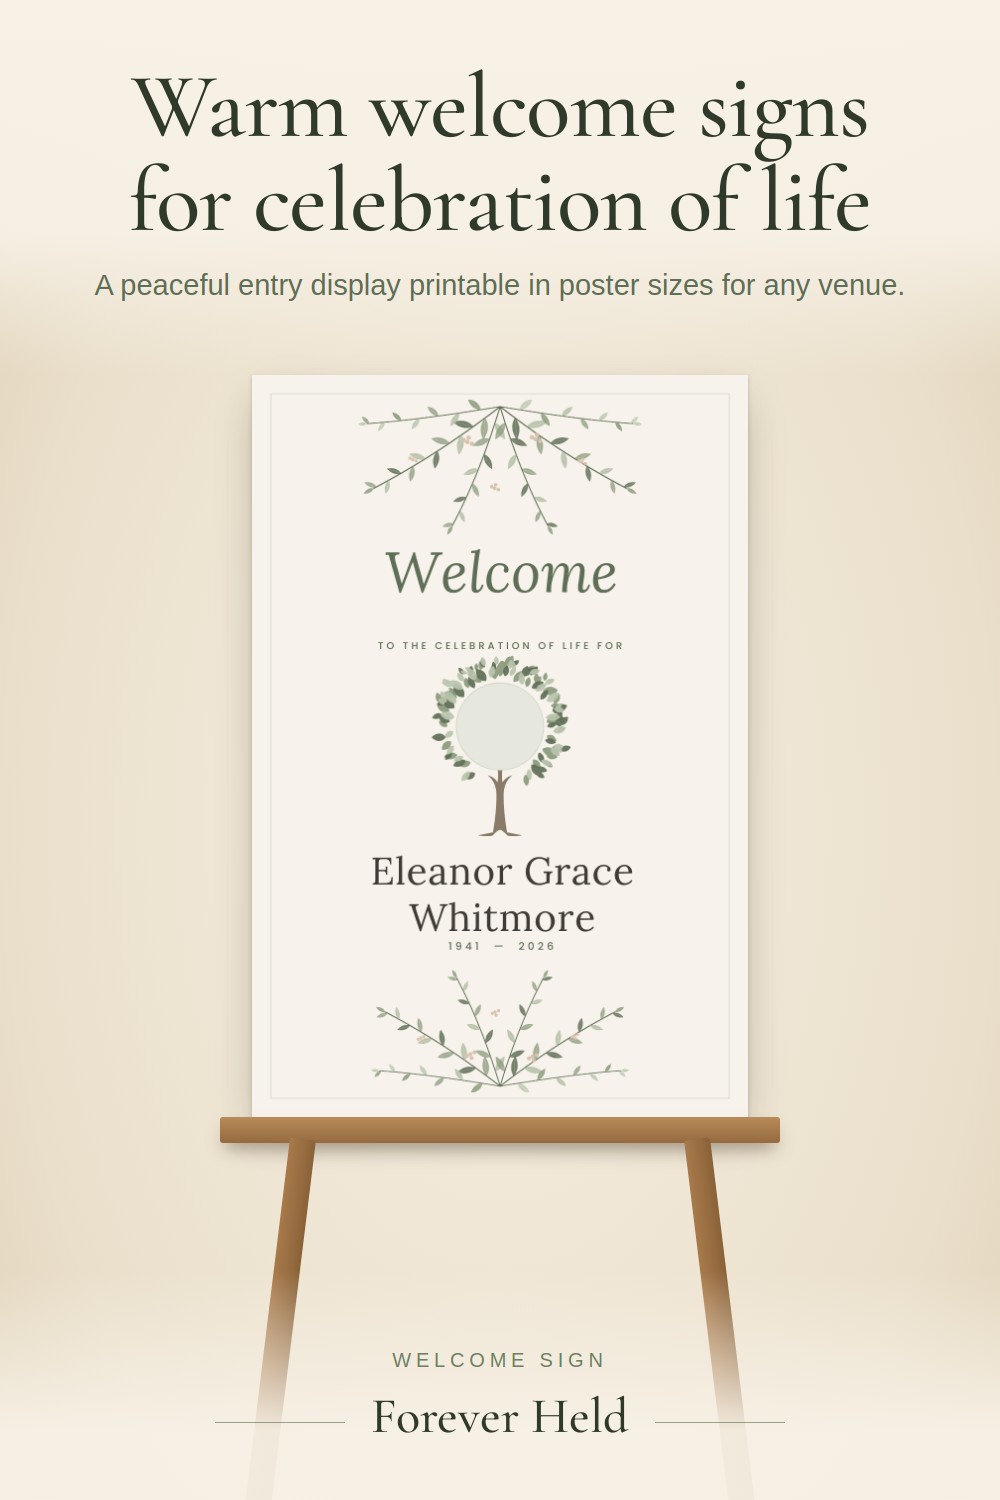 Warm welcome signs
for celebration of life
A peaceful entry display printable in poster sizes for any venue.
Welcome
TO THE CELEBRATION OF LIFE FOR
Eleanor Grace
Whitmore
1941 — 2026
WELCOME SIGN
Forever Held